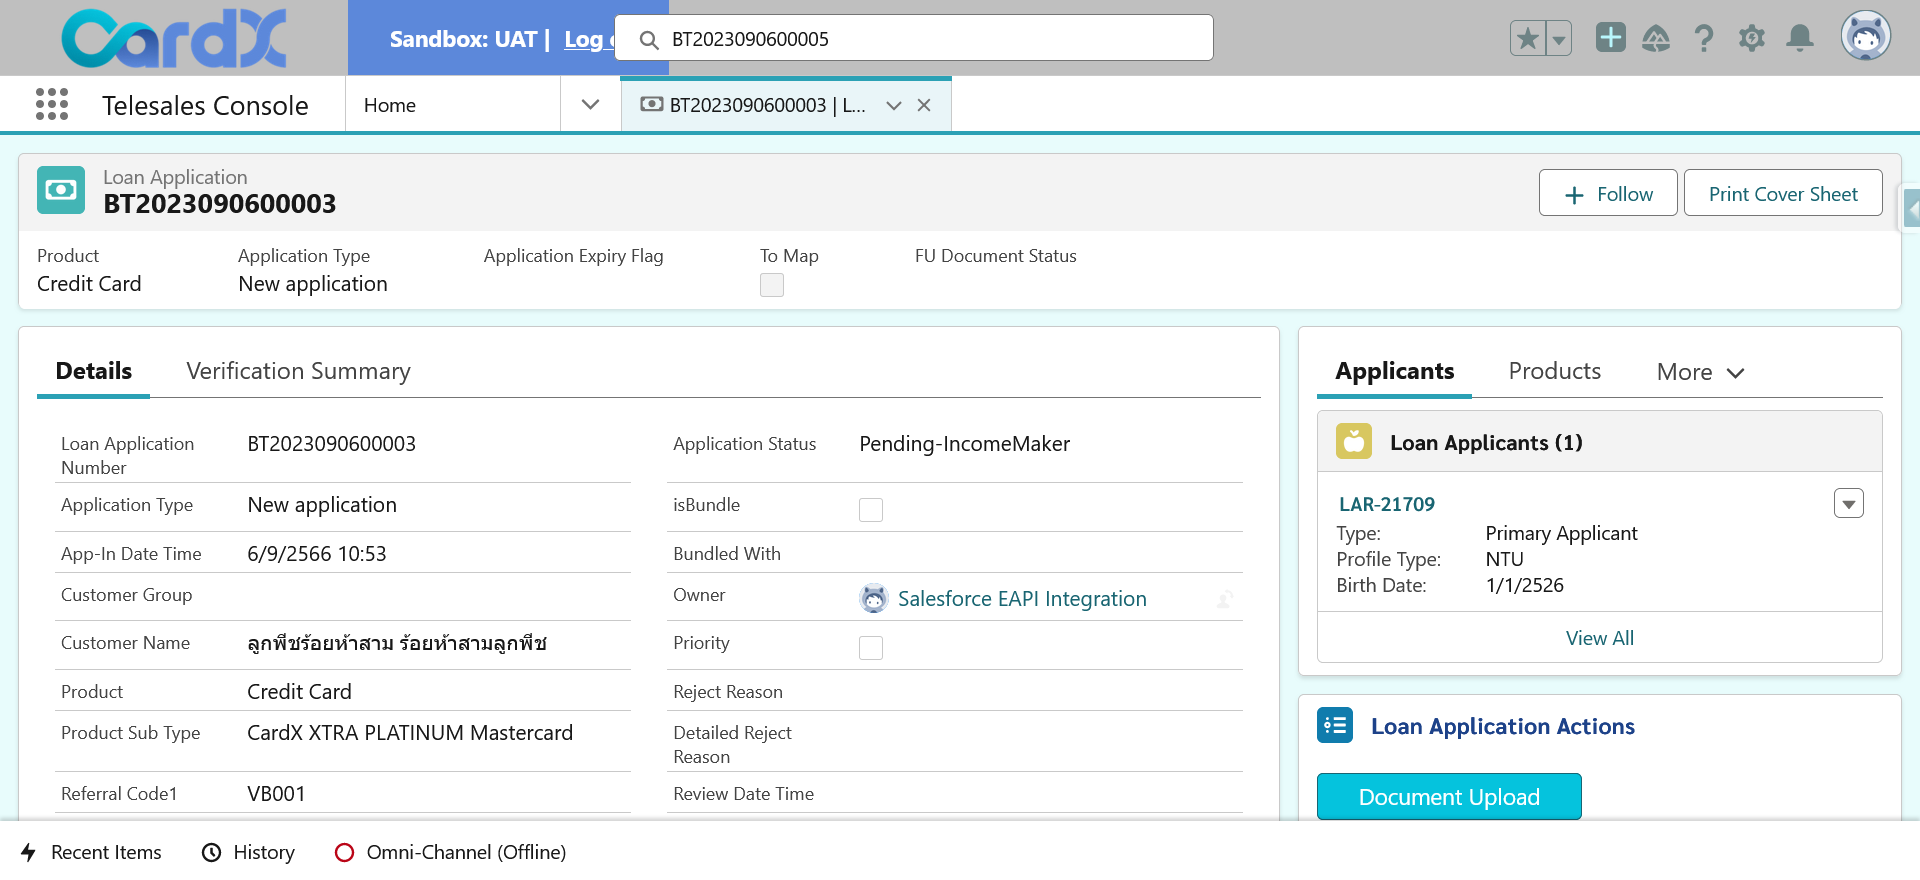 CardX
Sandbox: UAT |
Log
BT2023090600005
Telesales Console
Home
BT2023090600003 | L...
Loan Application
BT2023090600003
Follow
Print Cover Sheet
Product
Application Type
Application Expiry Flag
To Map
FU Document Status
Credit Card
New application
Details
Verification Summary
Loan Application Number
BT2023090600003
Application Type
New application
App-In Date Time
6/9/2566 10:53
Customer Group
Customer Name
ลูกพีชร้อยห้าสาม ร้อยห้าสามลูกพีช
Product
Credit Card
Product Sub Type
CardX XTRA PLATINUM Mastercard
Referral Code1
VB001
Application Status
Pending-IncomeMaker
isBundle
Bundled With
Owner
Salesforce EAPI Integration
Priority
Reject Reason
Detailed Reject Reason
Review Date Time
Applicants
Products
More
Loan Applicants (1)
LAR-21709
Type:
Primary Applicant
Profile Type:
NTU
Birth Date:
1/1/2526
View All
Loan Application Actions
Document Upload
Recent Items
History
Omni-Channel (Offline)